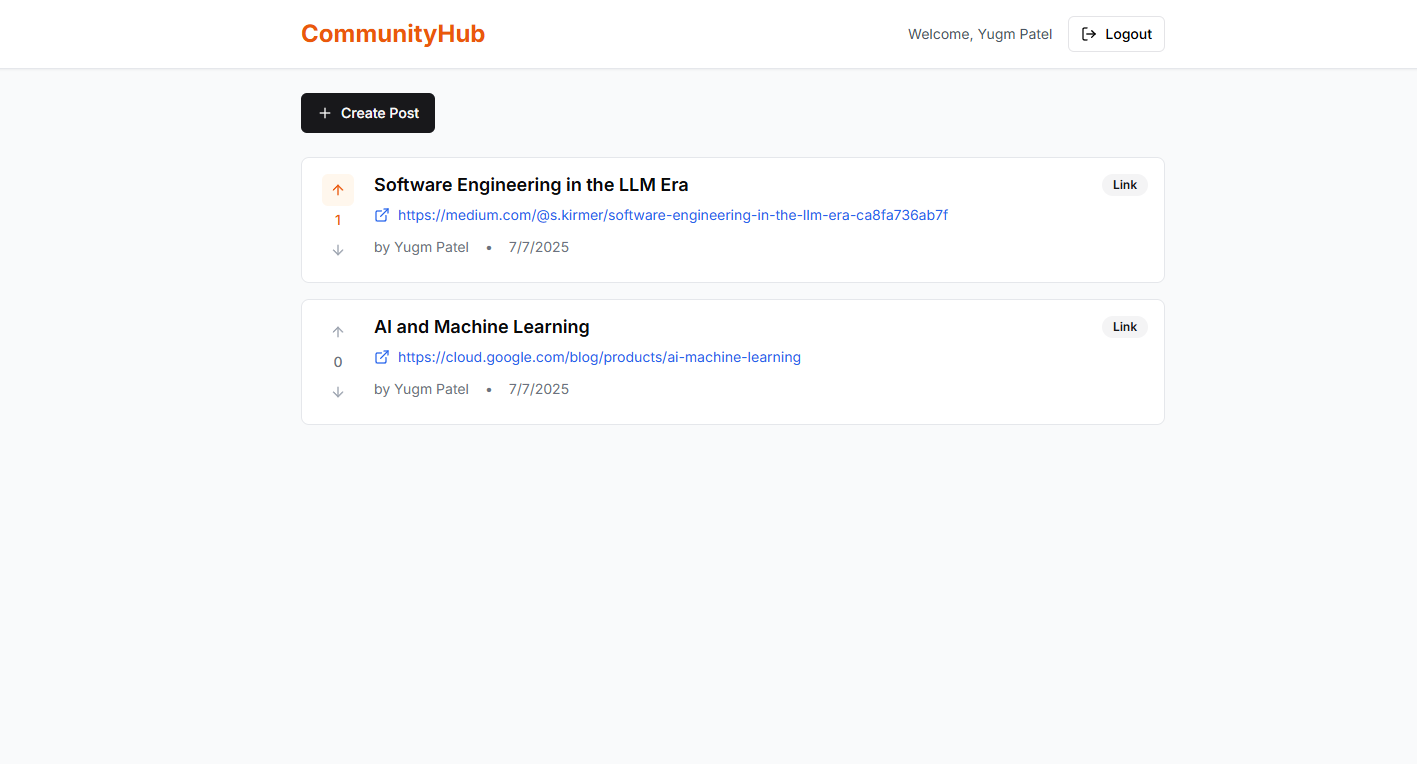 CommunityHub
Welcome, Yugm Patel
Logout
Create Post
Software Engineering in the LLM Era
Link
1
https://medium.com/@s.kirmer/software-engineering-in-the-llm-era-ca8fa736ab7f
by Yugm Patel • 7/7/2025
AI and Machine Learning
Link
0
https://cloud.google.com/blog/products/ai-machine-learning
by Yugm Patel • 7/7/2025